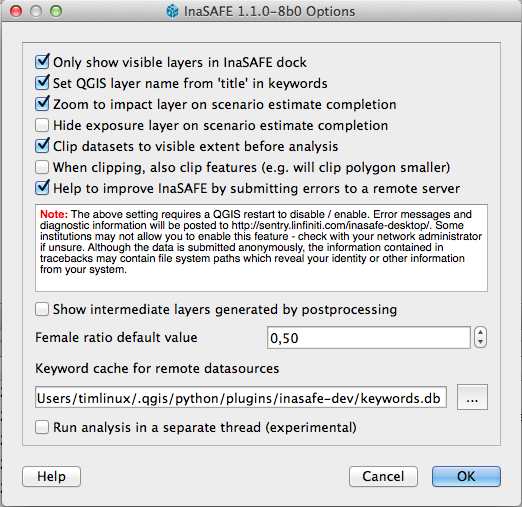 InaSAFE 1.1.0-8b0 Options
Only show visible layers in InaSAFE dock
Set QGIS layer name from 'title' in keywords
Zoom to impact layer on scenario estimate completion
Hide exposure layer on scenario estimate completion
Clip datasets to visible extent before analysis
When clipping, also clip features (e.g. will clip polygon smaller)
Help to improve InaSAFE by submitting errors to a remote server
Note: The above setting requires a QGIS restart to disable / enable. Error messages and
diagnostic information will be posted to http://sentry.linfiniti.com/inasafe-desktop/. Some
institutions may not allow you to enable this feature - check with your network administrator
if unsure. Although the data is submitted anonymously, the information contained in
tracebacks may contain file system paths which reveal your identity or other information
from your system.
Show intermediate layers generated by postprocessing
Female ratio default value
0,50
Keyword cache for remote datasources
Users/timlinux/.qgis/python/plugins/inasafe-dev/keywords.db
...
Run analysis in a separate thread (experimental)
Help
Cancel
OK